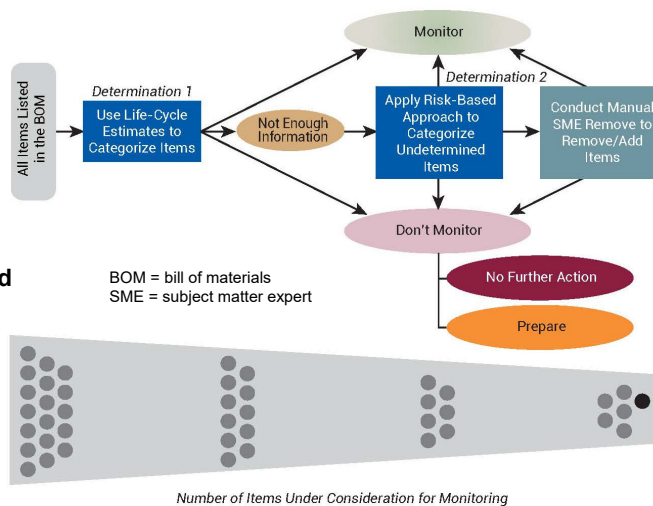 Monitor
Determination 1
Determination 2
All Items Listed
in the BOM
Use Life-Cycle
Estimates to
Categorize Items
Not Enough
Information
Apply Risk-Based
Approach to
Categorize
Undetermined
Items
Conduct Manual
SME Remove to
Remove/Add
Items
Don't Monitor
No Further Action
Prepare
d
BOM = bill of materials
SME = subject matter expert
Number of Items Under Consideration for Monitoring